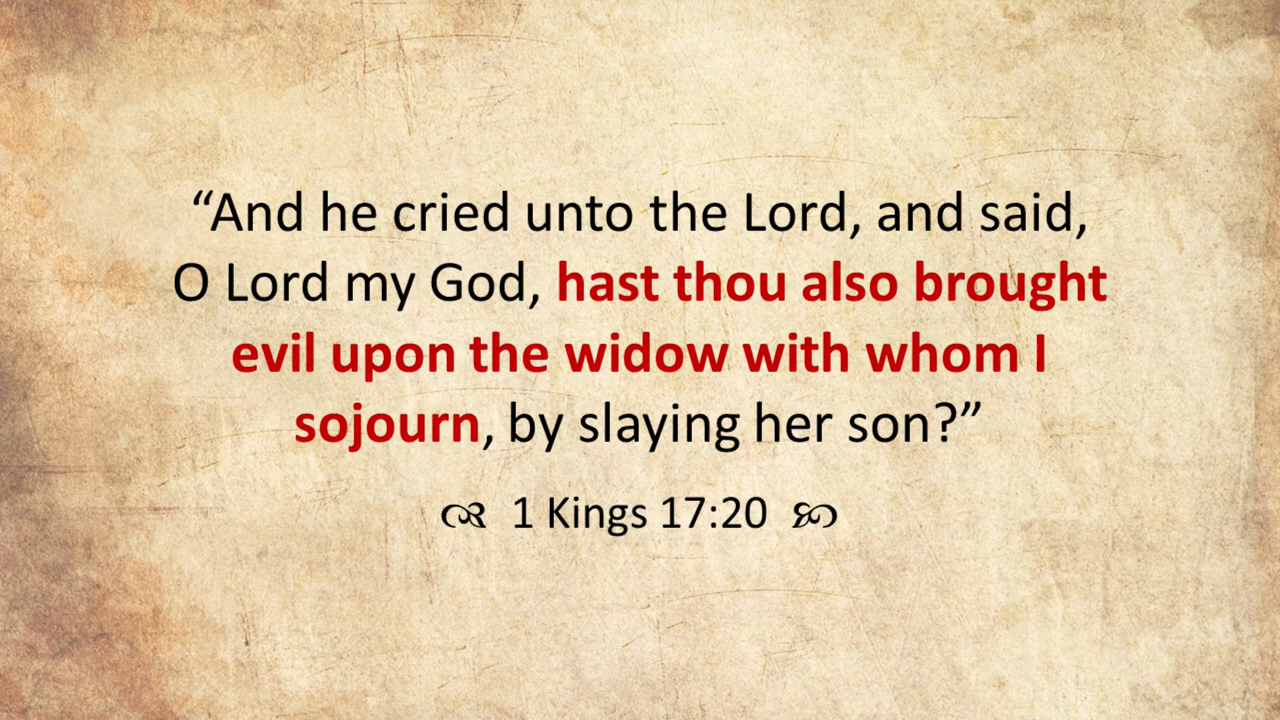 “And he cried unto the Lord, and said,
O Lord my God, hast thou also brought
evil upon the widow with whom I
sojourn, by slaying her son?”
1 Kings 17:20